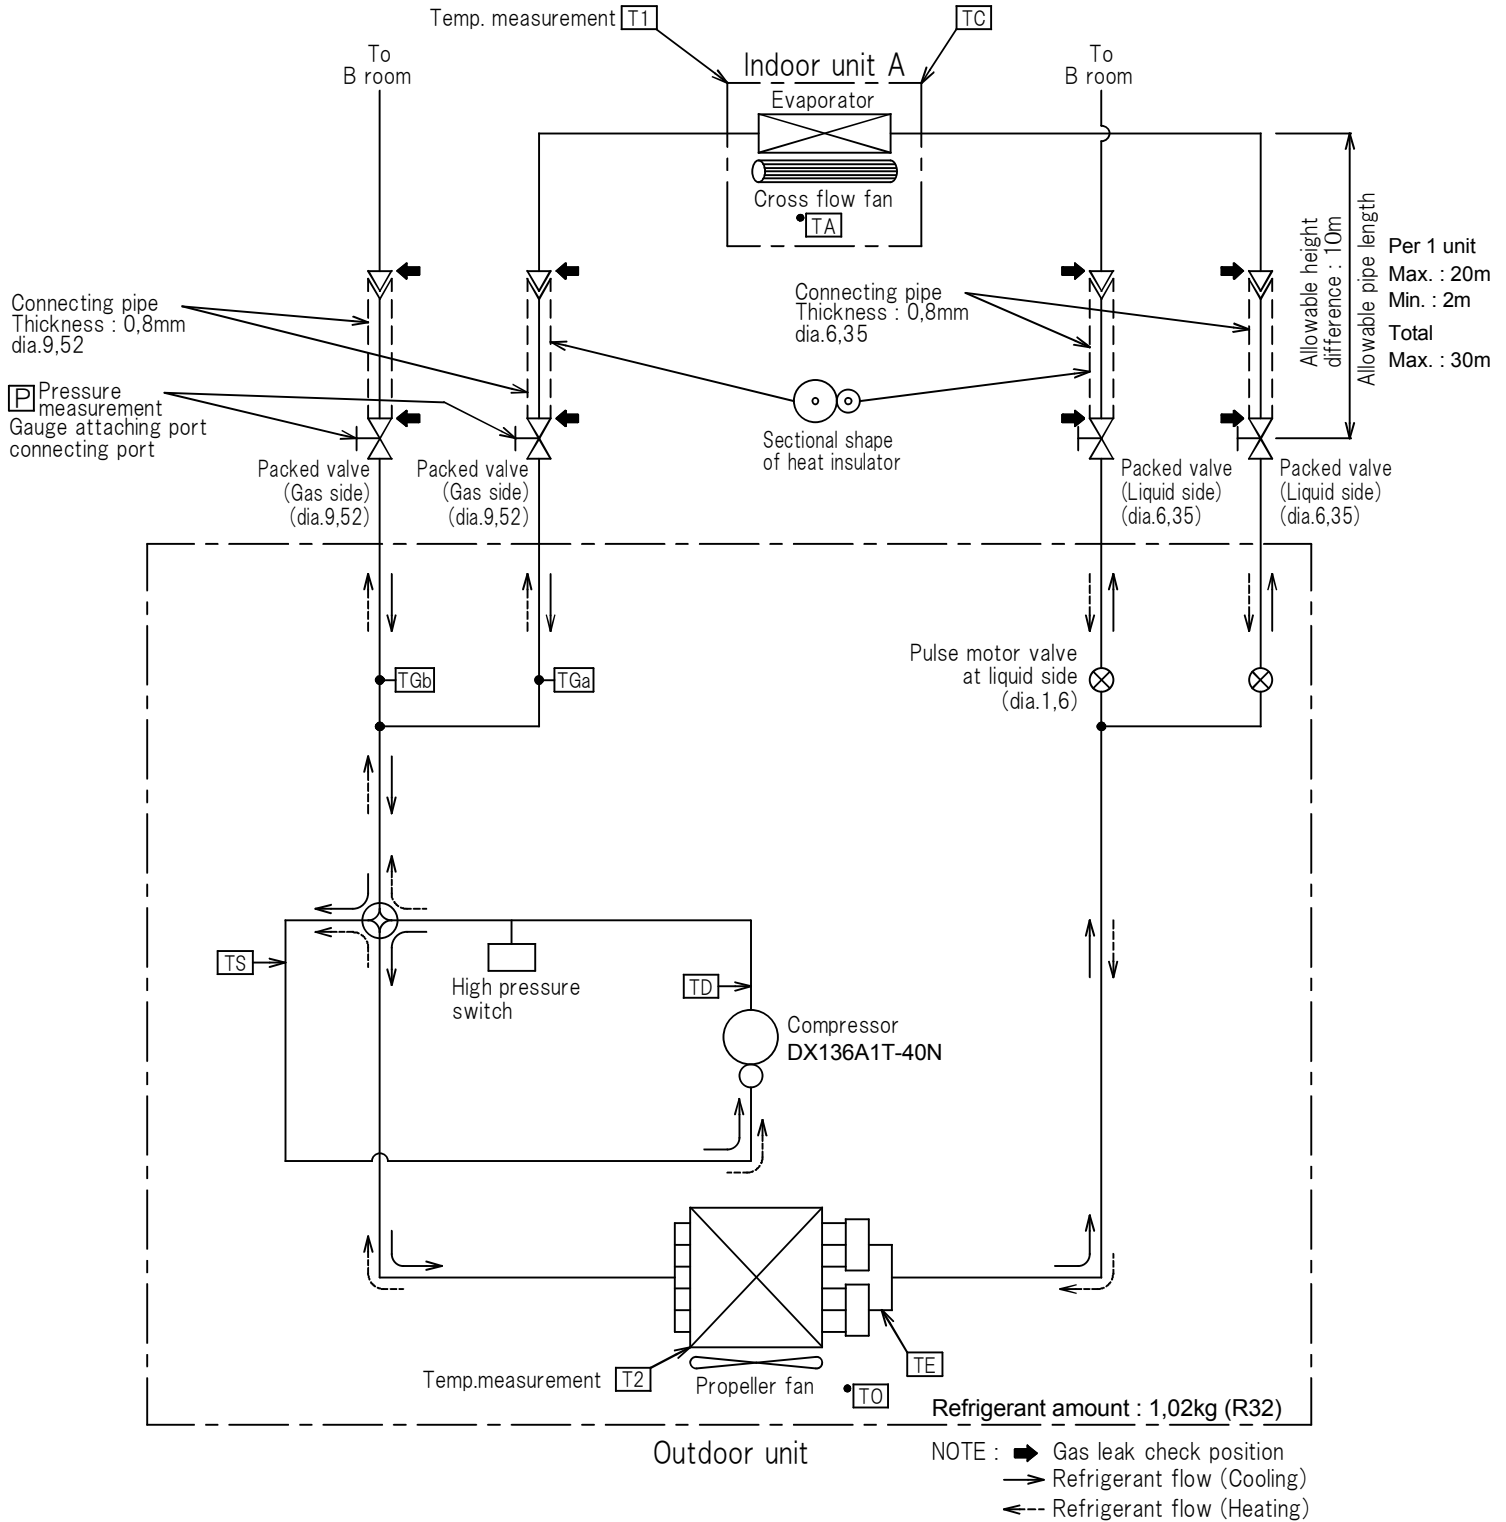 Temp. measurement T1
TC
To
B room
Indoor unit A
To
B room
Evaporator
Cross flow fan
TA
Allowable height
difference : 10m
Allowable pipe length
Per 1 unit
Max. : 20m
Min. : 2m
Total
Max. : 30m
Connecting pipe
Thickness : 0,8mm
dia.9,52
Connecting pipe
Thickness : 0,8mm
dia.6,35
P Pressure
measurement
Gauge attaching port
connecting port
Sectional shape
of heat insulator
Packed valve
(Gas side)
(dia.9,52)
Packed valve
(Gas side)
(dia.9,52)
Packed valve
(Liquid side)
(dia.6,35)
Packed valve
(Liquid side)
(dia.6,35)
TGb
TGa
Pulse motor valve
at liquid side
(dia.1,6)
TS
High pressure
switch
TD
Compressor
DX136A1T-40N
Temp.measurement T2
Propeller fan
TO
TE
Refrigerant amount : 1,02kg (R32)
Outdoor unit
NOTE : Gas leak check position
Refrigerant flow (Cooling)
Refrigerant flow (Heating)